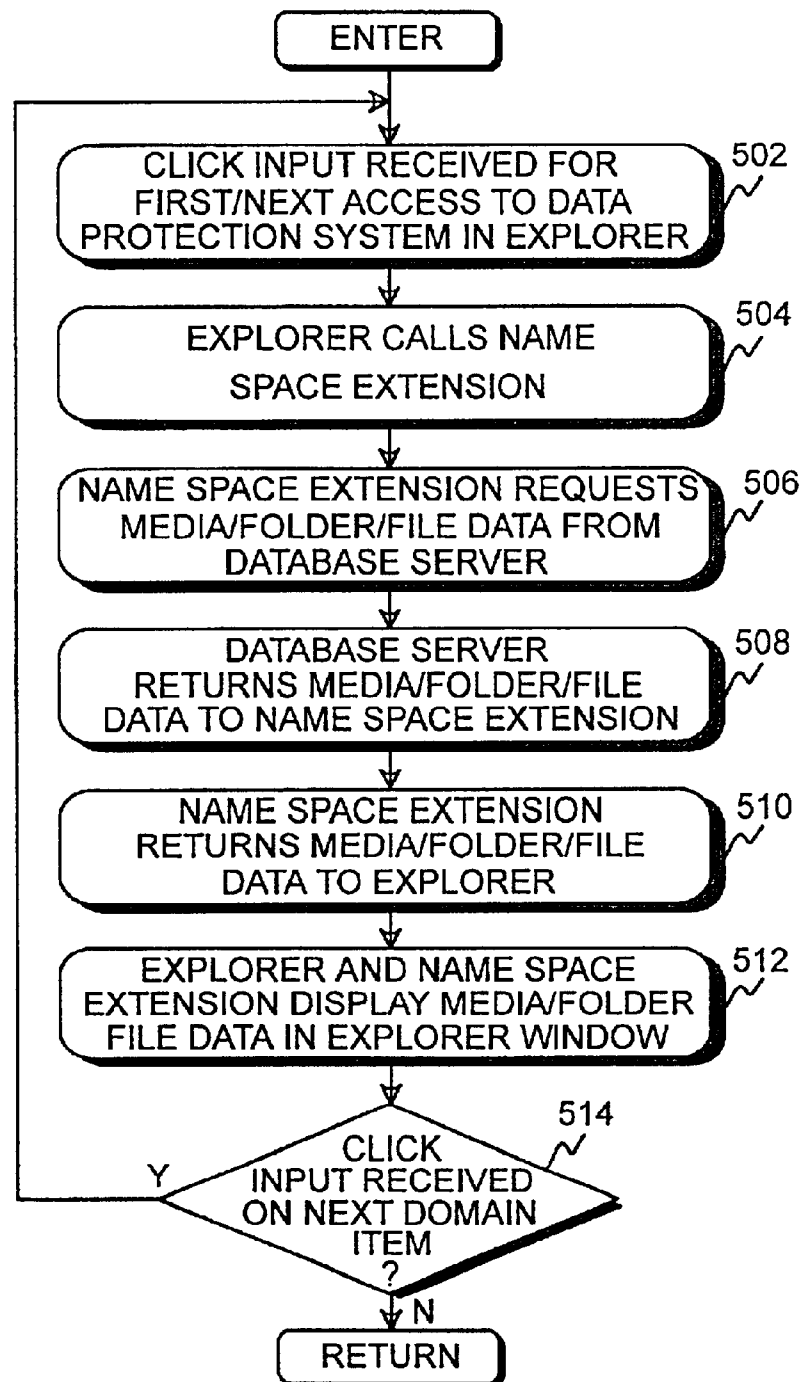 ENTER
CLICK INPUT RECEIVED FOR
FIRST/NEXT ACCESS TO DATA
PROTECTION SYSTEM IN EXPLORER
502
EXPLORER CALLS NAME
SPACE EXTENSION
504
NAME SPACE EXTENSION REQUESTS
MEDIA/FOLDER/FILE DATA FROM
DATABASE SERVER
506
DATABASE SERVER
RETURNS MEDIA/FOLDER/FILE
DATA TO NAME SPACE EXTENSION
508
NAME SPACE EXTENSION
RETURNS MEDIA/FOLDER/FILE
DATA TO EXPLORER
510
EXPLORER AND NAME SPACE
EXTENSION DISPLAY MEDIA/FOLDER
FILE DATA IN EXPLORER WINDOW
512
CLICK
INPUT RECEIVED
ON NEXT DOMAIN
ITEM
?
514
Y
N
RETURN